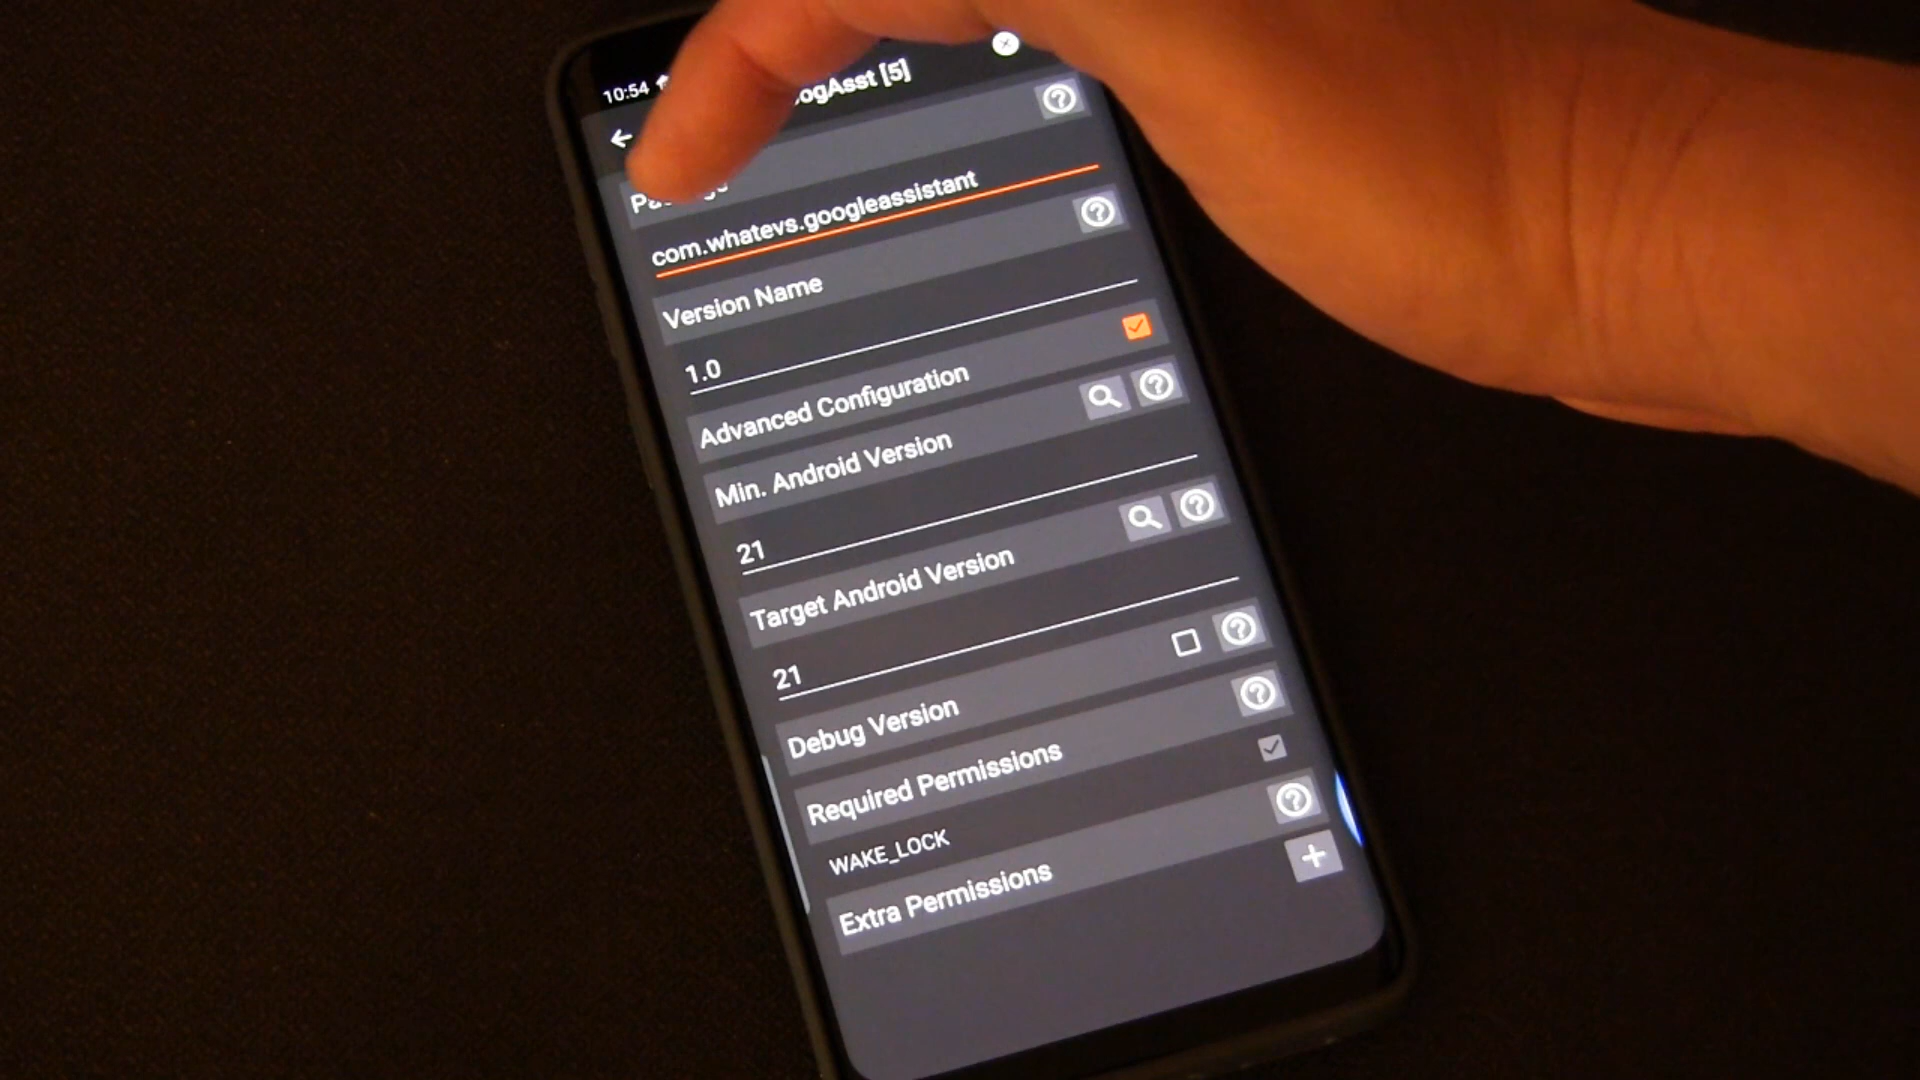 10:54
ogAsst [5]
com.whatevs.googleassistant
Version Name
1.0
Advanced Configuration
Min. Android Version
21
Target Android Version
21
Debug Version
Required Permissions
WAKE_LOCK
Extra Permissions